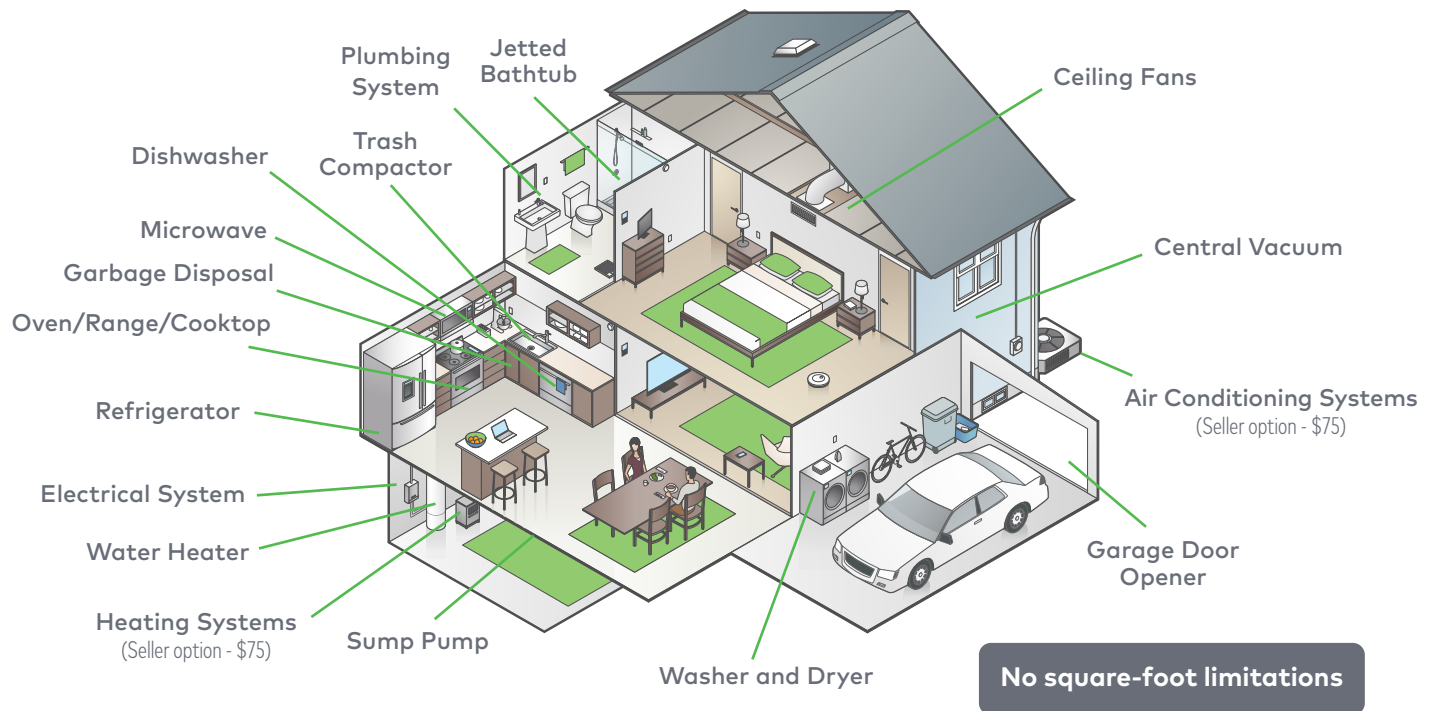 Plumbing
System
Jetted
Bathtub
Ceiling Fans
Dishwasher
Trash
Compactor
Microwave
Central Vacuum
Garbage Disposal
Oven/Range/Cooktop
Refrigerator
Air Conditioning Systems
(Seller option - $75)
Electrical System
Water Heater
Garage Door
Opener
Heating Systems
(Seller option - $75)
Sump Pump
Washer and Dryer
No square-foot limitations